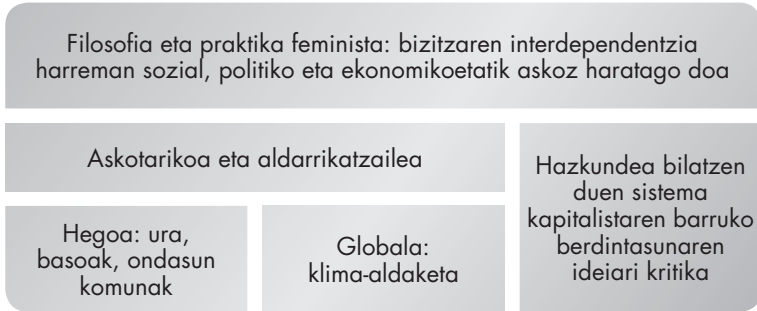 Filosofia eta praktika feminista: bizitzaren interdependentzia
harreman sozial, politiko eta ekonomikoetatik askoz haratago doa
Askotarikoa eta aldarrikatzailea
Hegoa: ura,
basoak, ondasun
komunak
Globala:
klima-aldaketa
Hazkundea bilatzen
duen sistema
kapitalistaren barruko
berdintasunaren
ideiari kritika